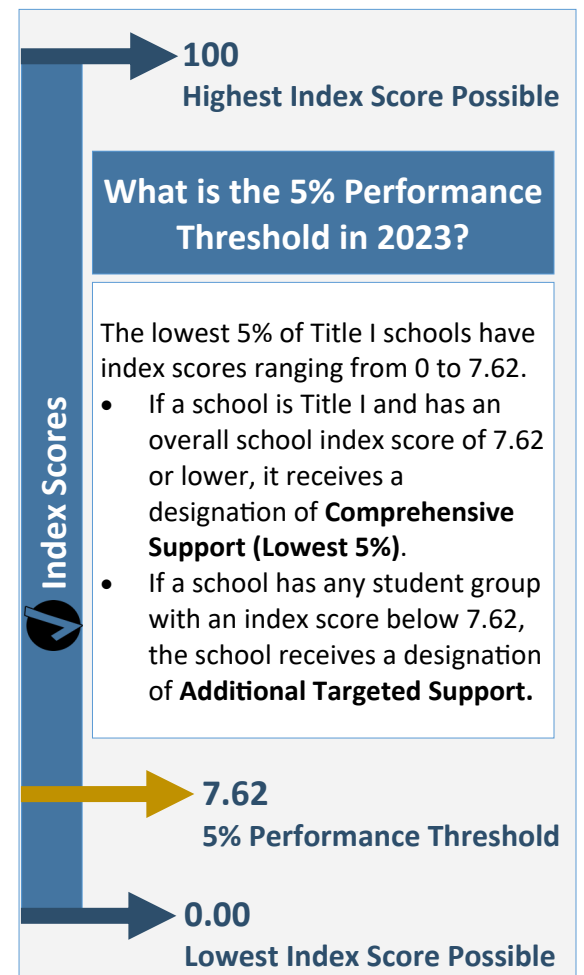 100
Highest Index Score Possible
What is the 5% Performance
Threshold in 2023?
The lowest 5% of Title I schools have
index scores ranging from 0 to 7.62.
• If a school is Title I and has an
overall school index score of 7.62
or lower, it receives a
designation of Comprehensive
Support (Lowest 5%).
• If a school has any student group
with an index score below 7.62,
the school receives a designation
of Additional Targeted Support.
Index Scores
7.62
5% Performance Threshold
0.00
Lowest Index Score Possible